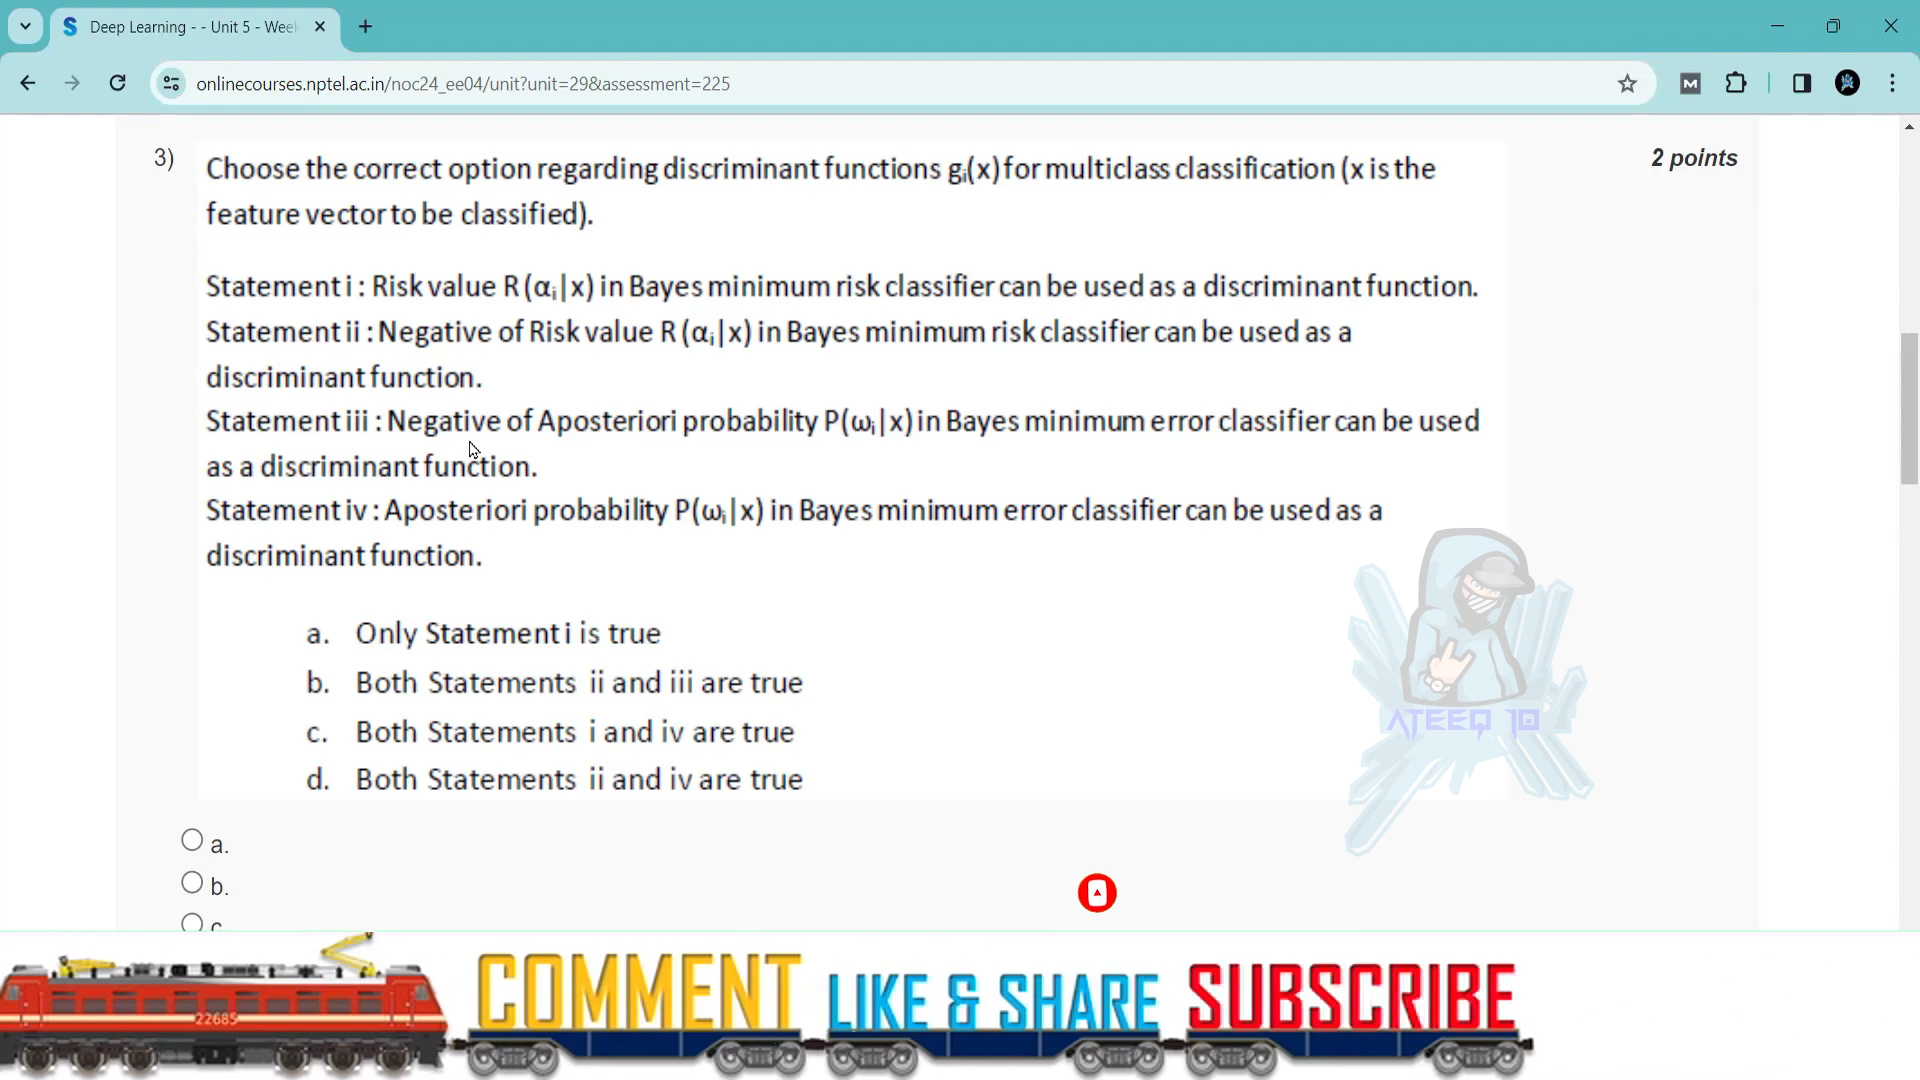 Deep Learning - - Unit 5 - Week
onlinecourses.nptel.ac.in/noc24_ee04/unit?unit=29&assessment=225
3)
2 points
Choose the correct option regarding discriminant functions gᵢ(x) for multiclass classification (x is the
feature vector to be classified).
Statement i : Risk value R (αᵢ|x) in Bayes minimum risk classifier can be used as a discriminant function.
Statement ii : Negative of Risk value R (αᵢ|x) in Bayes minimum risk classifier can be used as a
discriminant function.
Statement iii : Negative of Aposteriori probability P(ωᵢ|x) in Bayes minimum error classifier can be used
as a discriminant function.
Statement iv : Aposteriori probability P(ωᵢ|x) in Bayes minimum error classifier can be used as a
discriminant function.
a. Only Statement i is true
b. Both Statements ii and iii are true
c. Both Statements i and iv are true
d. Both Statements ii and iv are true
ATEEQ 10
a.
b.
c.
22685
COMMENT LIKE & SHARE SUBSCRIBE